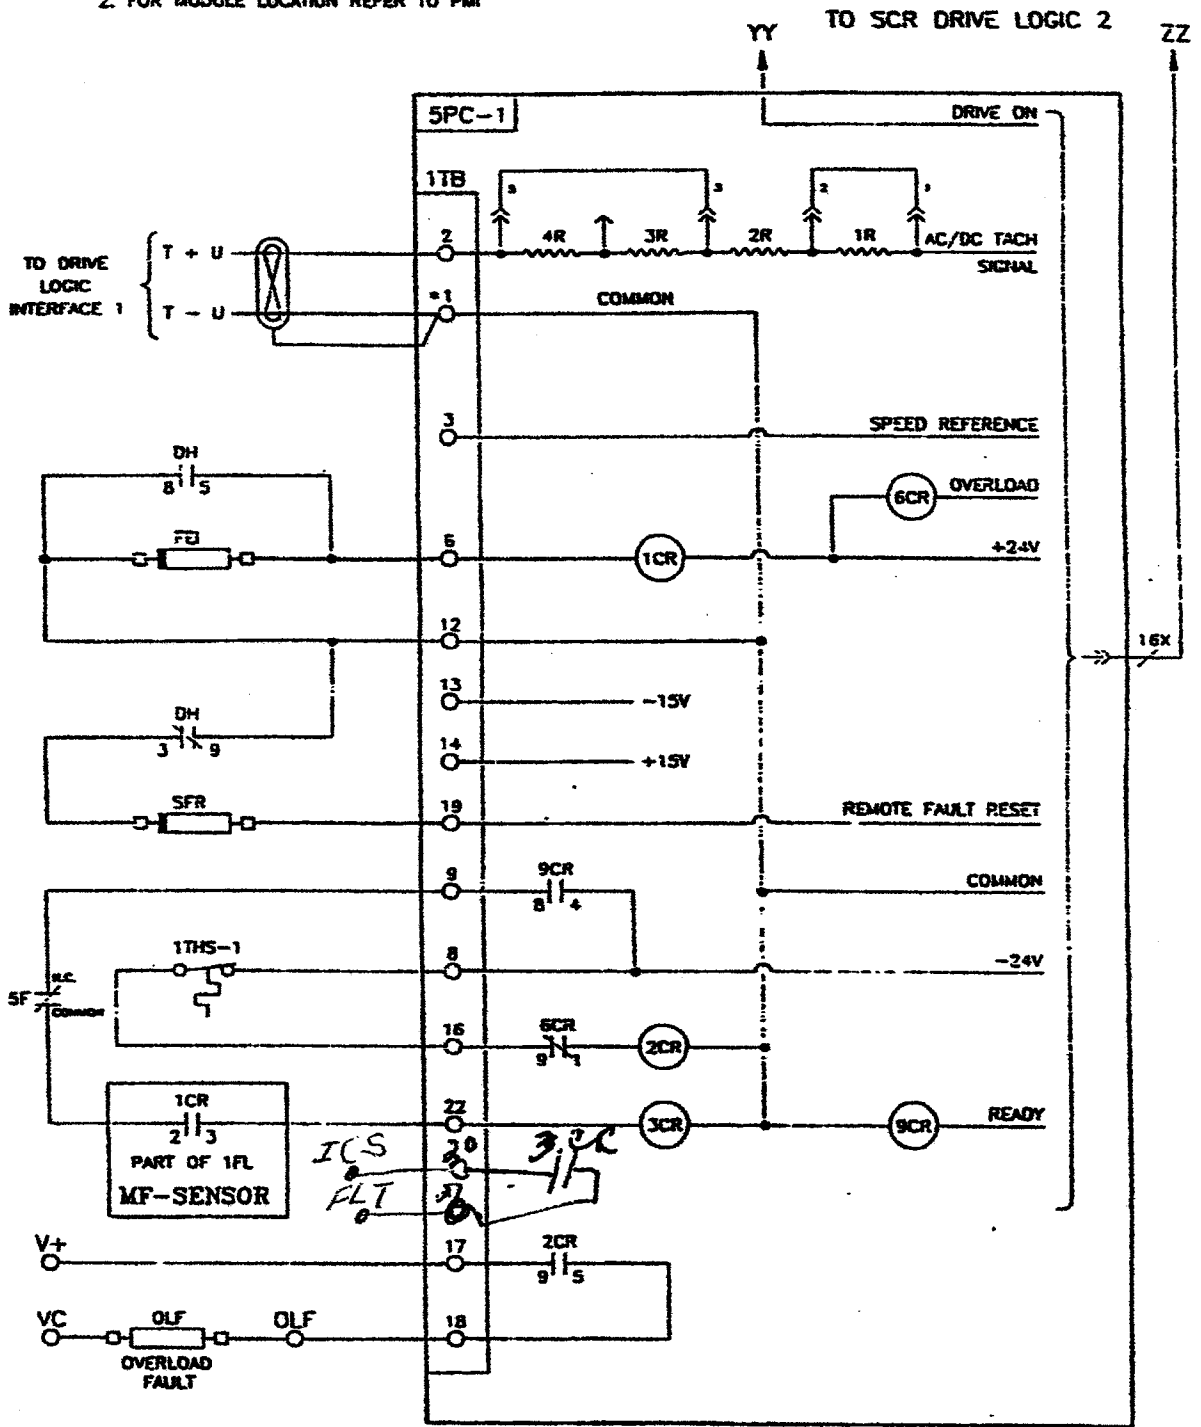 2. FOR MODULE LOCATION REFER TO PMI
TO SCR DRIVE LOGIC 2
YY
ZZ
5PC-1
DRIVE ON
1TB
3
3
2
2
4R
3R
2R
1R
AC/DC TACH
SIGNAL
TO DRIVE
LOGIC
INTERFACE 1
T + U
T - U
*1
COMMON
3
SPEED REFERENCE
DH
8 5
6CR
OVERLOAD
6
1CR
+24V
12
16X
13
-15V
DH
3 9
14
+15V
SFR
19
REMOTE FAULT RESET
9
9CR
8 4
COMMON
1THS-1
8
-24V
5F
N.C.
COMMON
16
6CR
9 1
2CR
1CR
2 3
22
3CR
9CR
READY
PART OF 1FL
MF-SENSOR
ICS
FLT
V+
17
2CR
9 5
VC
OLF
OLF
18
OVERLOAD
FAULT